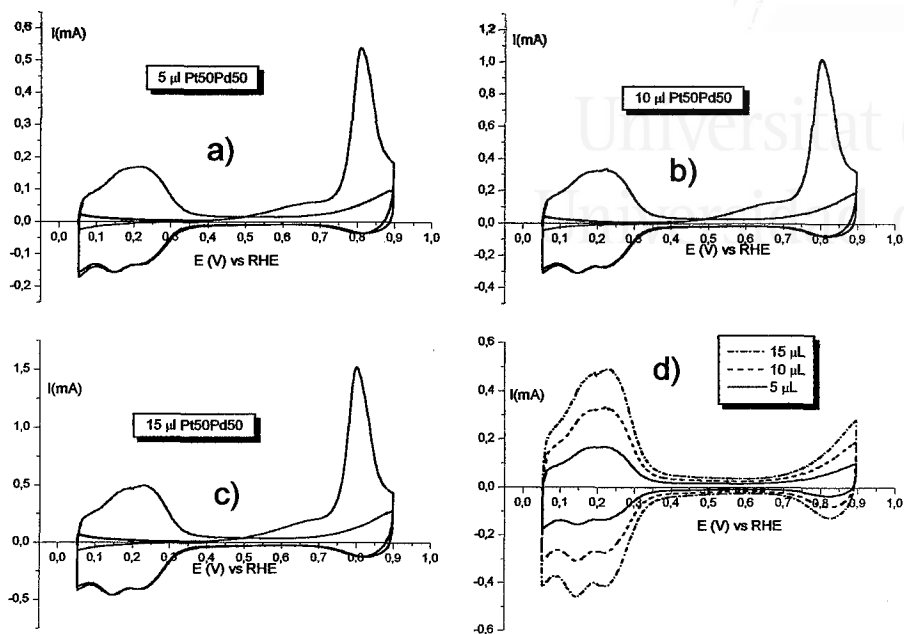 I(mA)
0,6
0,5
0,4
0,3
0,2
0,1
0,0
-0,1
-0,2
5 µl Pt50Pd50
a)
0,0 0,1 0,2 0,3 0,4 0,5 0,6 0,7 0,8 0,9 1,0
E (V) vs RHE
I(mA)
1,2
1,0
0,8
0,6
0,4
0,2
0,0
-0,2
-0,4
10 µl Pt50Pd50
b)
0,0 0,1 0,2 0,3 0,4 0,5 0,6 0,7 0,8 0,9 1,0
E (V) vs RHE
Universitat
Universidad
I(mA)
1,5
1,0
0,5
0,0
-0,5
15 µl Pt50Pd50
c)
0,0 0,1 0,2 0,3 0,4 0,5 0,6 0,7 0,8 0,9 1,0
E (V) vs RHE
I(mA)
0,6
0,4
0,2
0,0
-0,2
-0,4
-0,6
d)
15 µL
10 µL
5 µL
0,0 0,1 0,2 0,3 0,4 0,5 0,6 0,7 0,8 0,9 1,0
E (V) vs RHE